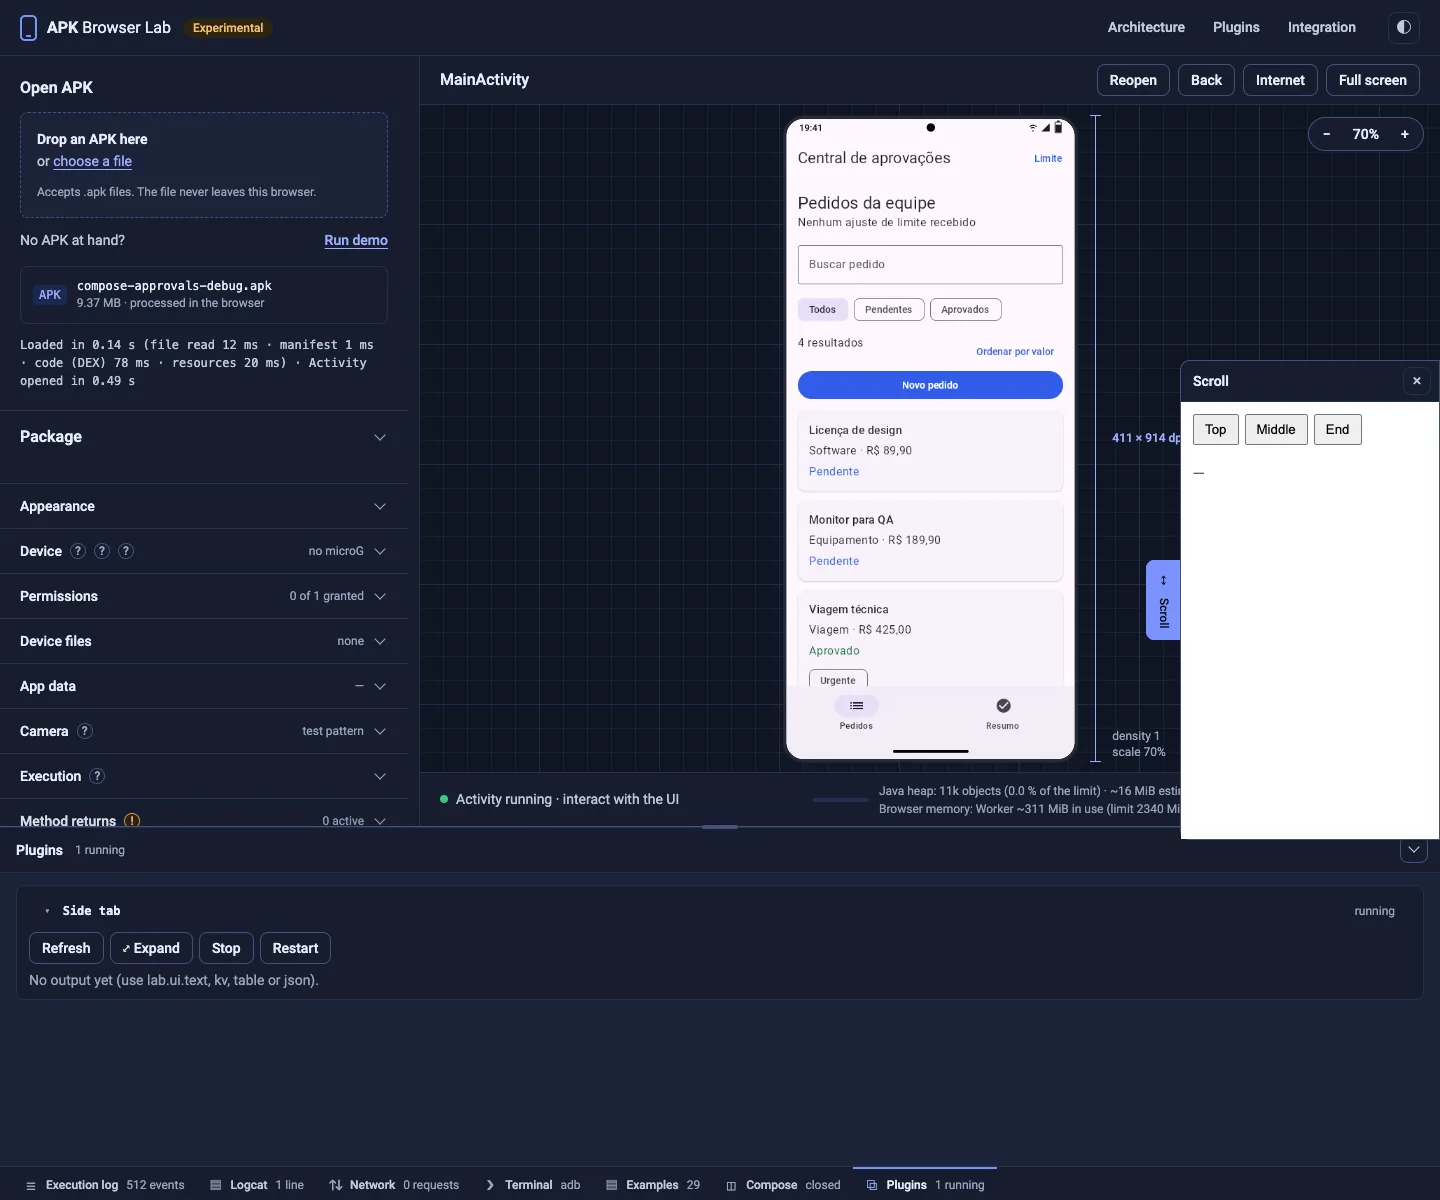 APK Browser Lab Experimental
Architecture Plugins Integration
Open APK
Drop an APK here
or choose a file
Accepts .apk files. The file never leaves this browser.
No APK at hand? Run demo
APK
compose-approvals-debug.apk
9.37 MB · processed in the browser
Loaded in 0.14 s (file read 12 ms · manifest 1 ms
· code (DEX) 78 ms · resources 20 ms) · Activity
opened in 0.49 s
Package
Appearance
Device ? ? ? no microG
Permissions 0 of 1 granted
Device files none
App data —
Camera ? test pattern
Execution ?
Method returns ! 0 active
MainActivity
Reopen Back Internet Full screen
− 70% +
19:41
Central de aprovações Limite
Pedidos da equipe
Nenhum ajuste de limite recebido
Buscar pedido
Todos Pendentes Aprovados
4 resultados
Ordenar por valor
Novo pedido
Licença de design
Software · R$ 89,90
Pendente
Monitor para QA
Equipamento · R$ 189,90
Pendente
Viagem técnica
Viagem · R$ 425,00
Aprovado
Urgente
Pedidos Resumo
411 × 914 dp
density 1
scale 70%
Scroll ×
Top Middle End
—
↕ Scroll
Activity running · interact with the UI
Java heap: 11k objects (0.0 % of the limit) · ~16 MiB
Browser memory: Worker ~311 MiB in use (limit 2340
Plugins 1 running
Side tab running
Refresh Expand Stop Restart
No output yet (use lab.ui.text, kv, table or json).
Execution log 512 events Logcat 1 line Network 0 requests Terminal adb Examples 29 Compose closed Plugins 1 running